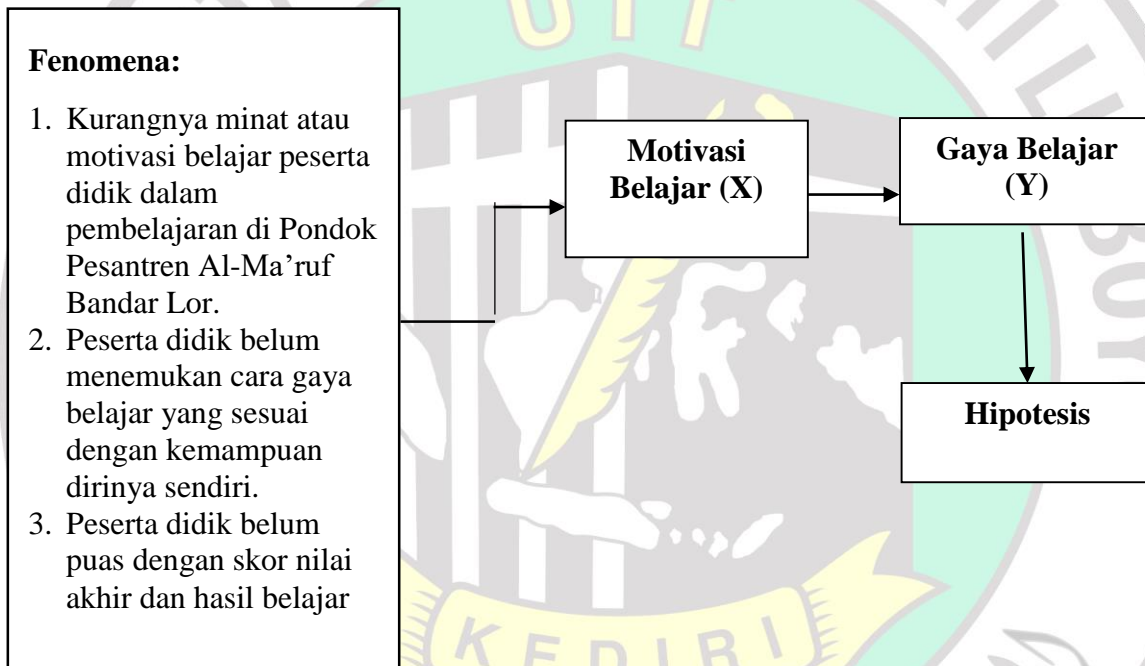 Fenomena:
1. Kurangnya minat atau
motivasi belajar peserta
didik dalam
pembelajaran di Pondok
Pesantren Al-Ma’ruf
Bandar Lor.
2. Peserta didik belum
menemukan cara gaya
belajar yang sesuai
dengan kemampuan
dirinya sendiri.
3. Peserta didik belum
puas dengan skor nilai
akhir dan hasil belajar
Motivasi
Belajar (X)
Gaya Belajar
(Y)
Hipotesis
KEDIRI